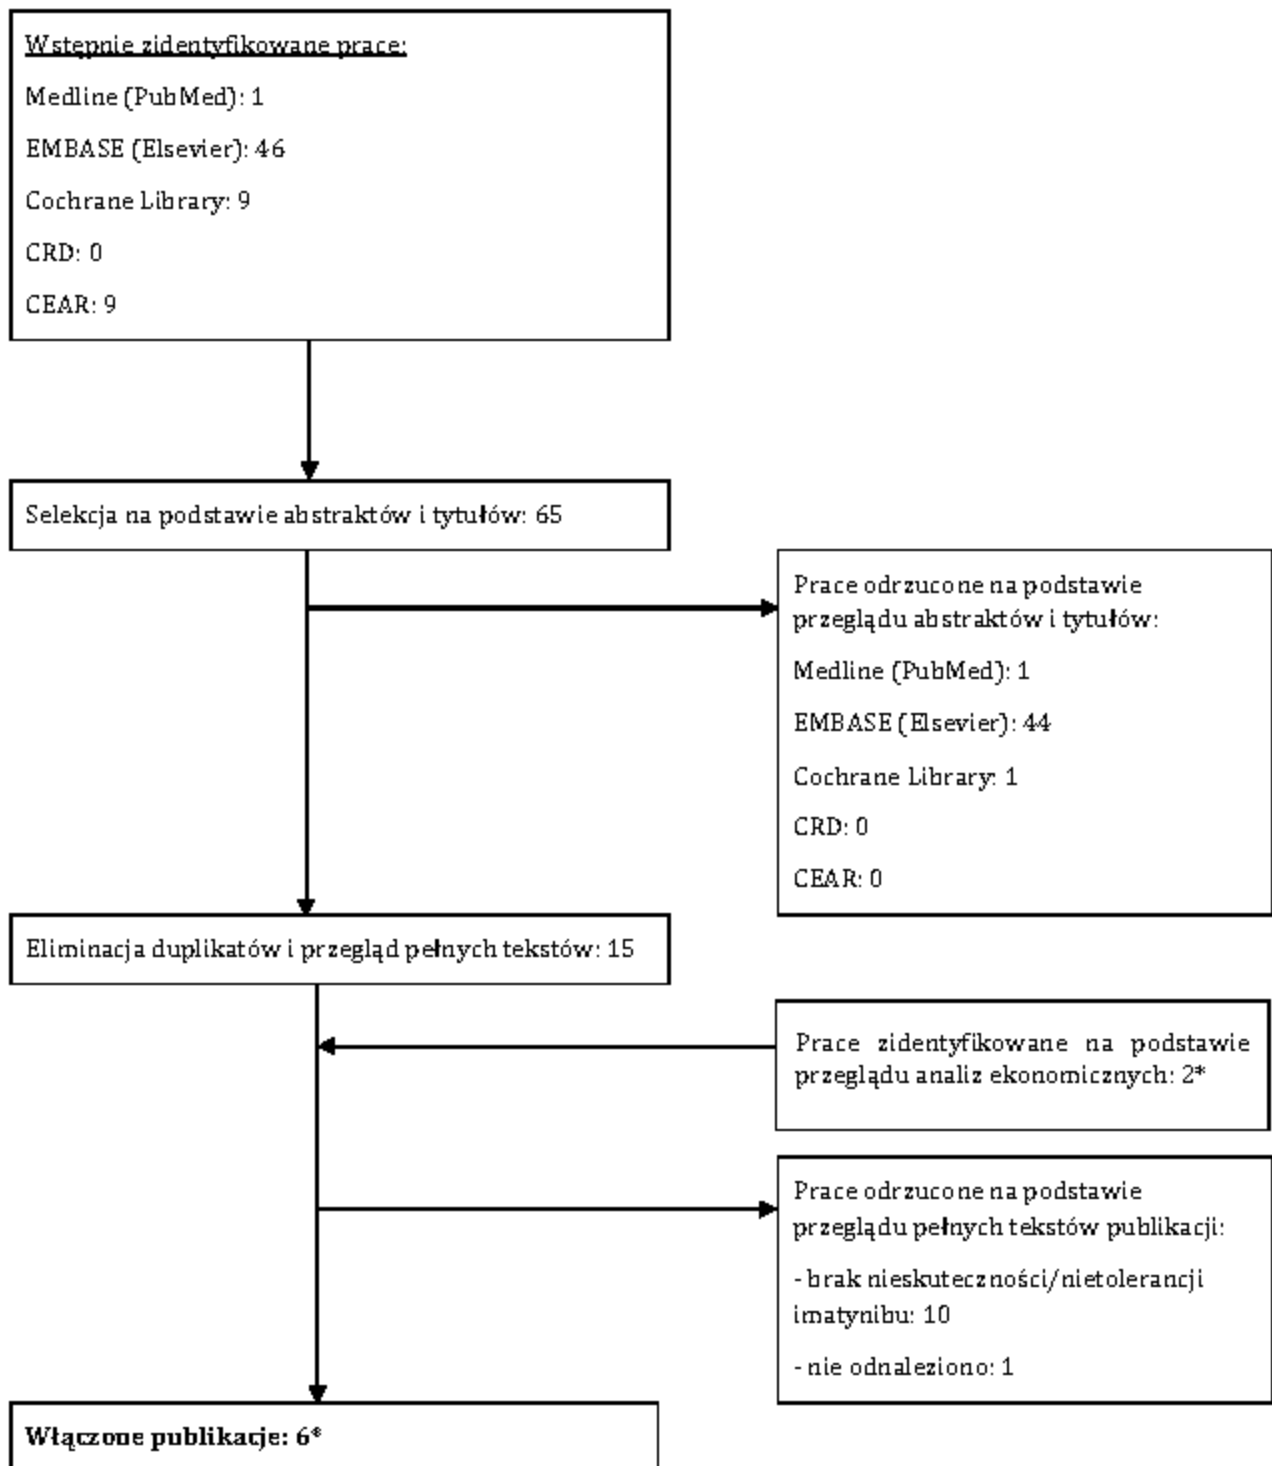 Wstępnie zidentyfikowane prace:
Medline (PubMed): 1
EMBASE (Elsevier): 46
Cochrane Library: 9
CRD: 0
CEAR: 9
Selekcja na podstawie abstraktów i tytułów: 65
Prace odrzucone na podstawie
przeglądu abstraktów i tytułów:
Medline (PubMed): 1
EMBASE (Elsevier): 44
Cochrane Library: 1
CRD: 0
CEAR: 0
Eliminacja duplikatów i przegląd pełnych tekstów: 15
Prace zidentyfikowane na podstawie
przeglądu analiz ekonomicznych: 2*
Prace odrzucone na podstawie
przeglądu pełnych tekstów publikacji:
- brak nieskuteczności/nietolerancji
imatynibu: 10
- nie odnaleziono: 1
Włączone publikacje: 6*